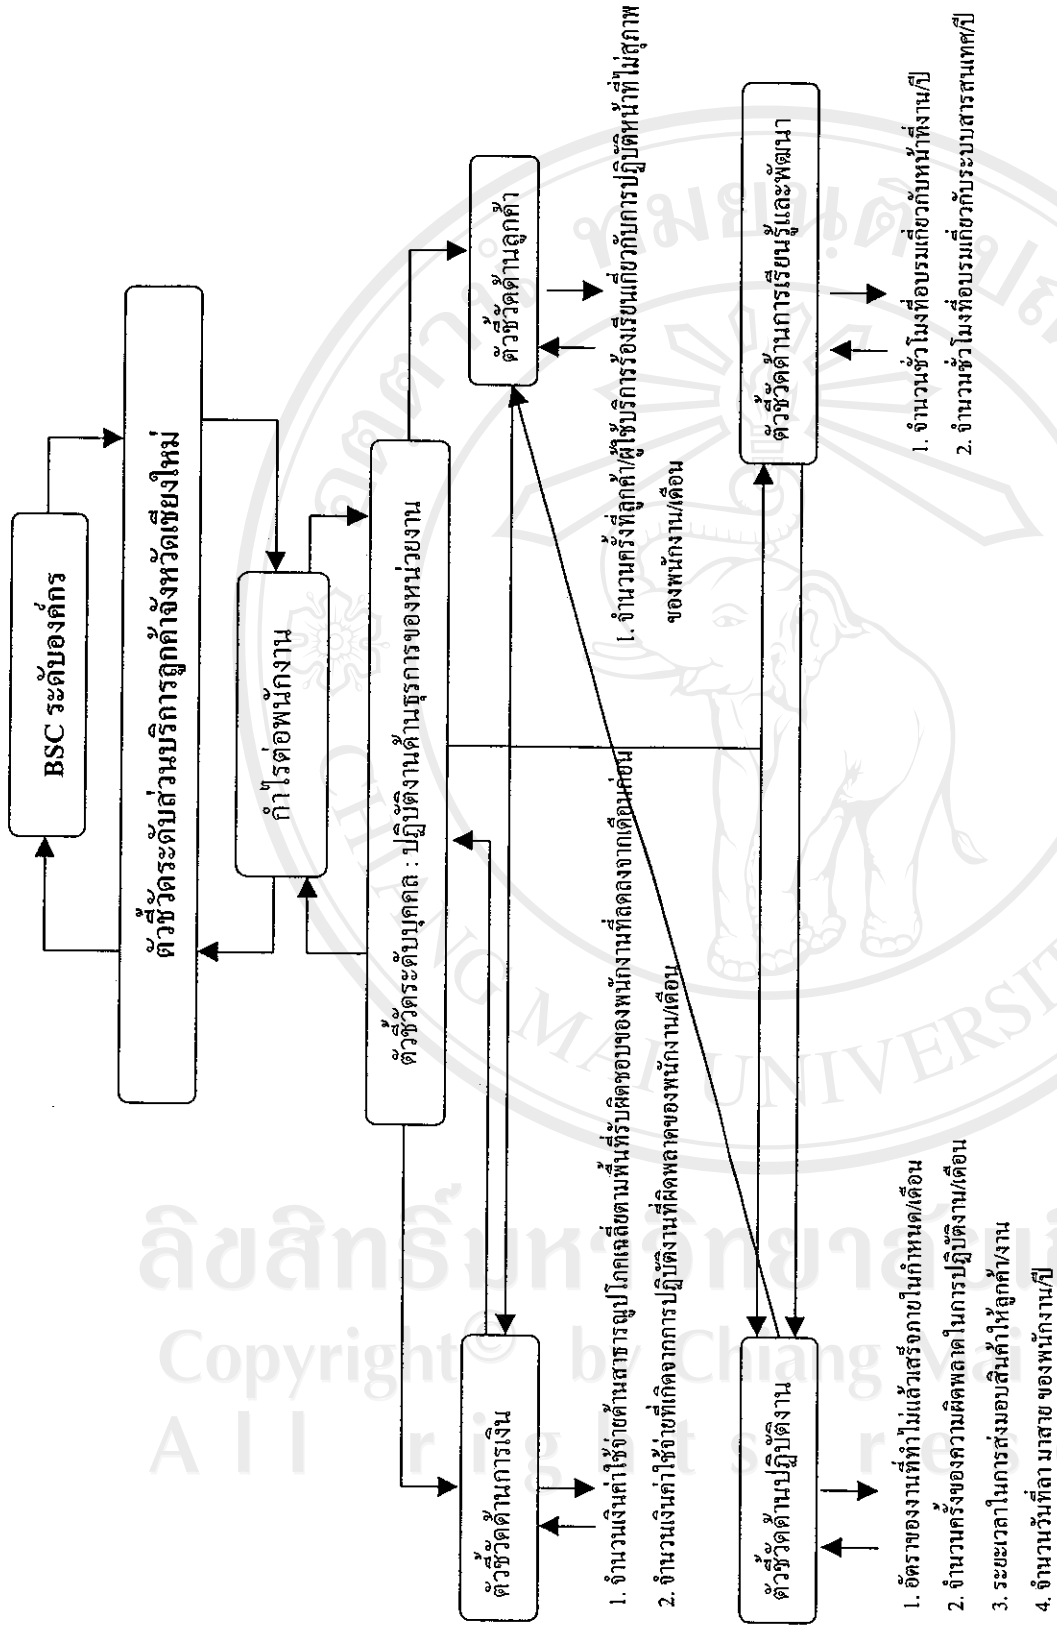 BSC ระดับองค์กร
ตัวชี้วัดระดับส่วนบริการลูกค้าจังหวัดเชียงใหม่
กำไรต่อพนักงาน
ตัวชี้วัดระดับบุคคล : ปฏิบัติงานด้านธุรการของหน่วยงาน
ตัวชี้วัดด้านการเงิน
ตัวชี้วัดด้านลูกค้า
1. จำนวนเงินค่าใช้จ่ายด้านสาธารณูปโภคเฉลี่ยตามพื้นที่รับผิดชอบของพนักงานที่ลดลงจากเดือนก่อน
2. จำนวนเงินค่าใช้จ่ายที่เกิดจากการปฏิบัติงานที่ผิดพลาดของพนักงาน/เดือน
1. จำนวนครั้งที่ลูกค้า/ผู้ใช้บริการร้องเรียนเกี่ยวกับการปฏิบัติหน้าที่ไม่สุภาพ
ของพนักงาน/เดือน
ตัวชี้วัดด้านปฏิบัติงาน
ตัวชี้วัดด้านการเรียนรู้และพัฒนา
1. อัตราของงานที่ทำไม่แล้วเสร็จภายในกำหนด/เดือน
2. จำนวนครั้งของความผิดพลาดในการปฏิบัติงาน/เดือน
3. ระยะเวลาในการส่งมอบสินค้าให้ลูกค้า/งาน
4. จำนวนวันที่ลา มาสาย ของพนักงาน/ปี
1. จำนวนชั่วโมงที่อบรมเกี่ยวกับหน้าที่งาน/ปี
2. จำนวนชั่วโมงที่อบรมเกี่ยวกับระบบสารสนเทศ/ปี
CHIANG MAI UNIVERSI
ลิขสิทธิ์มหาวิทยาลัยเ
Copyright© by Chiang Mai
All rights res